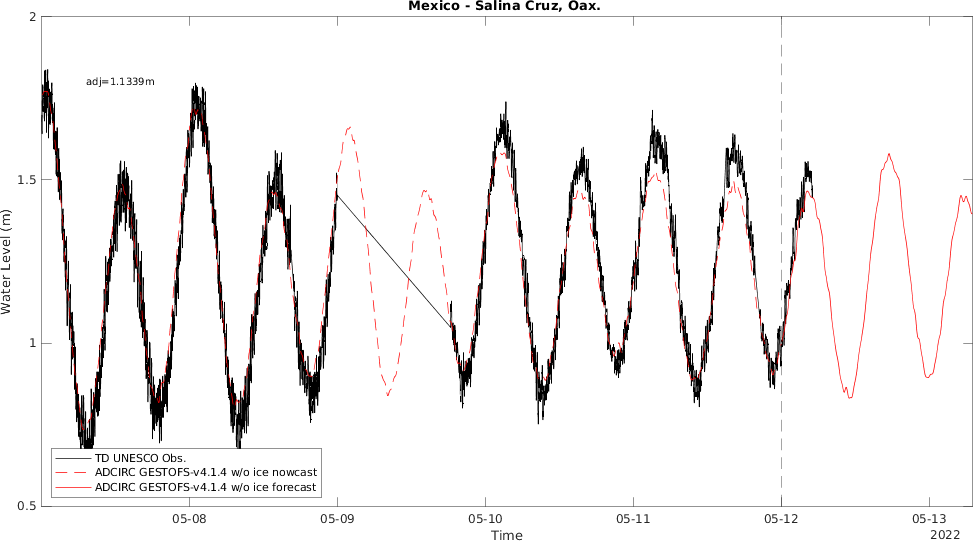 Mexico - Salina Cruz, Oax.
2
adj=1.1339m
1.5
Water Level (m)
1
TD UNESCO Obs.
ADCIRC GESTOFS-v4.1.4 w/o ice nowcast
ADCIRC GESTOFS-v4.1.4 w/o ice forecast
0.5
05-08 05-09 05-10 05-11 05-12 05-13
Time
2022